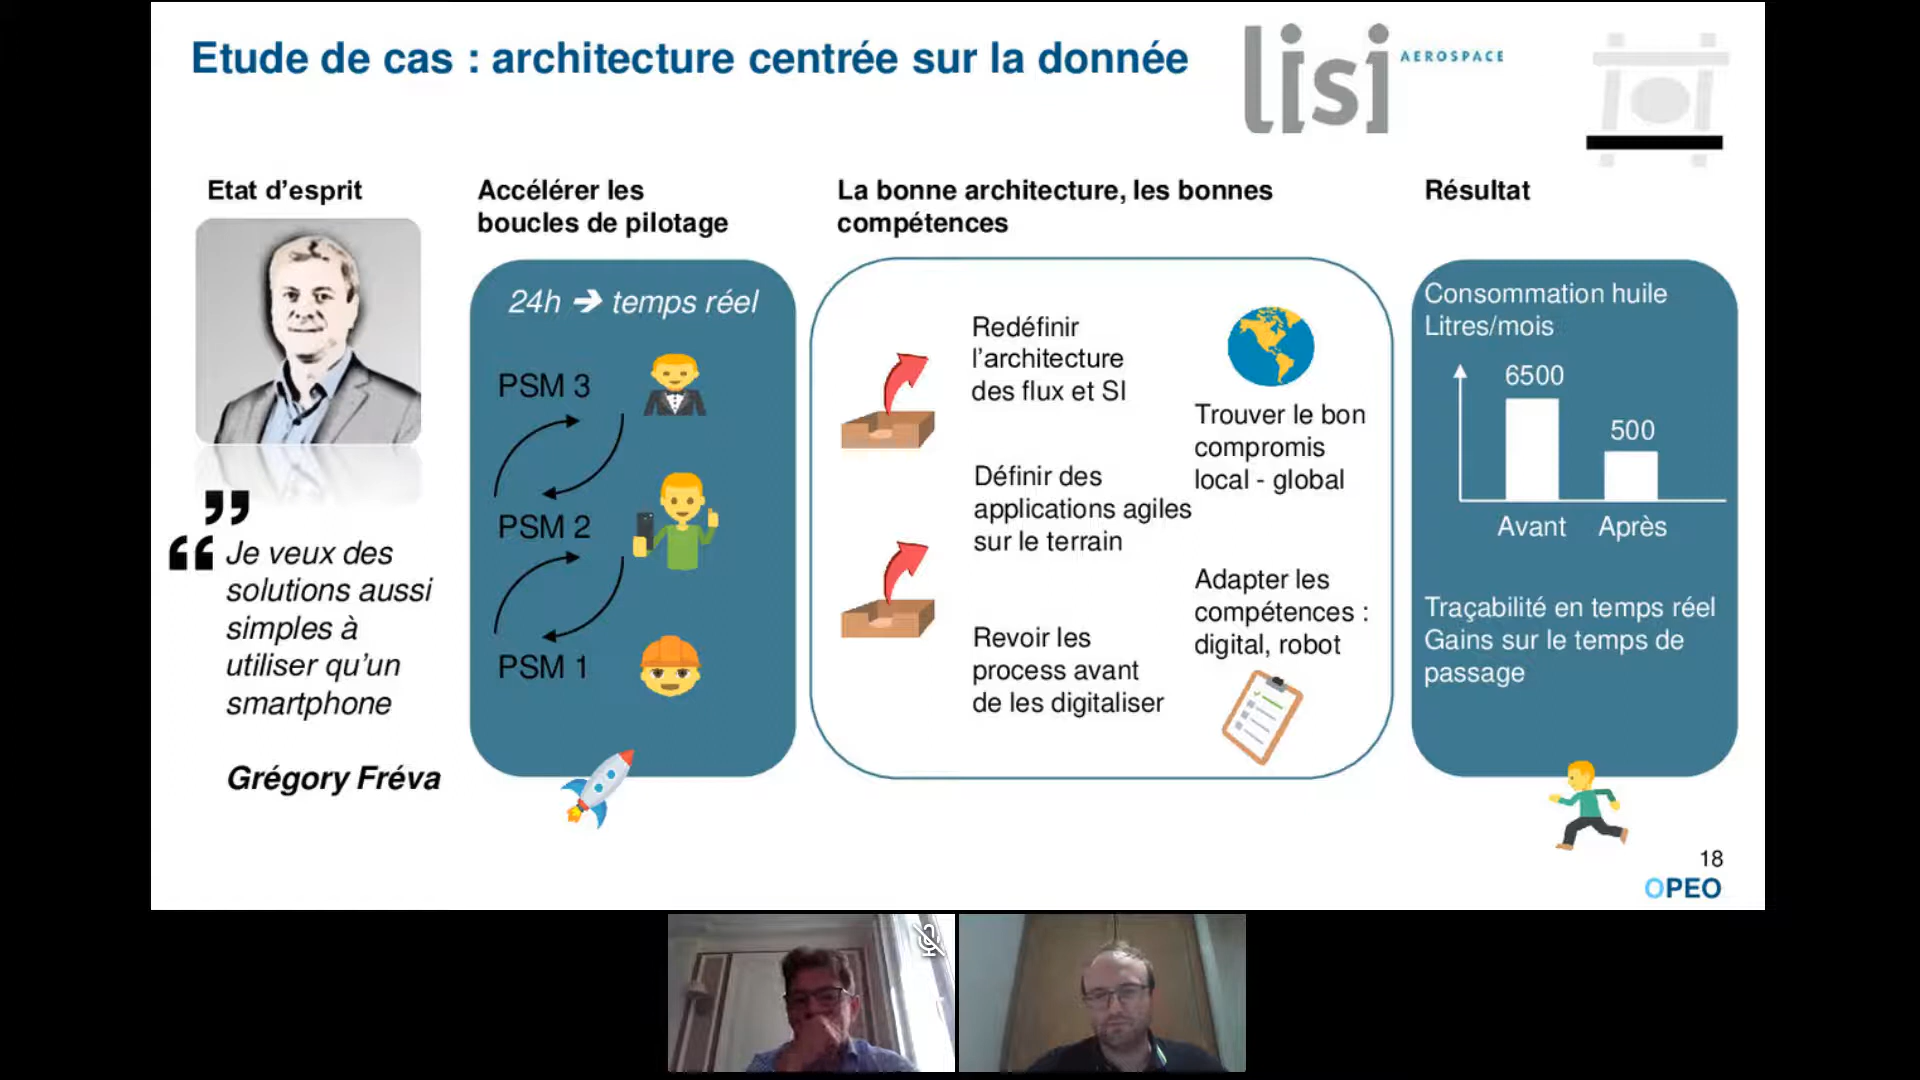 Etude de cas : architecture centrée sur la donnée
lisi AEROSPACE
Etat d’esprit
” “ Je veux des
solutions aussi
simples à
utiliser qu’un
smartphone
Grégory Fréva
Accélérer les
boucles de pilotage
24h ➔ temps réel
PSM 3
PSM 2
PSM 1
La bonne architecture, les bonnes
compétences
Redéfinir
l’architecture
des flux et SI
Définir des
applications agiles
sur le terrain
Revoir les
process avant
de les digitaliser
Trouver le bon
compromis
local - global
Adapter les
compétences :
digital, robot
Résultat
Consommation huile
Litres/mois
6500
500
Avant Après
Traçabilité en temps réel
Gains sur le temps de
passage
18
OPEO